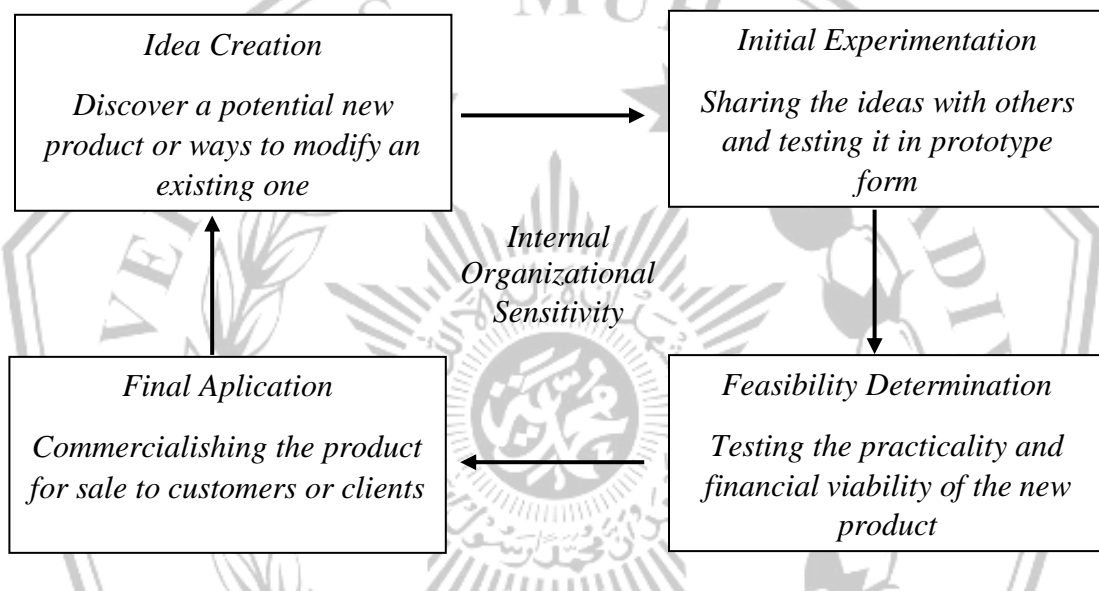 Idea Creation
Discover a potential new
product or ways to modify an
existing one
Initial Experimentation
Sharing the ideas with others
and testing it in prototype
form
Internal
Organizational
Sensitivity
Final Aplication
Commercialishing the product
for sale to customers or clients
Feasibility Determination
Testing the practicality and
financial viability of the new
product